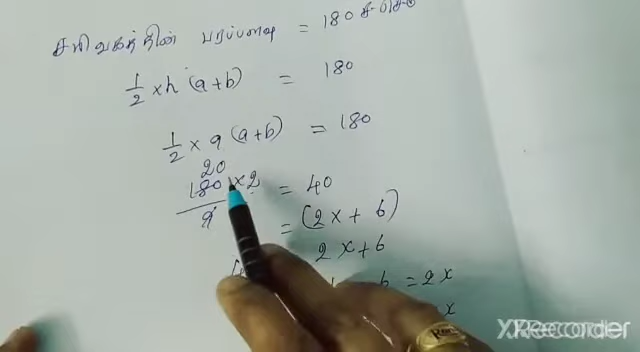 சரிவகத்தின் பரப்பளவு = 180 ச.செ.மீ
1/2 × h (a+b) = 180
1/2 × 9 (a+b) = 180
20
180 × 2 = 40
9 = (2x + 6)
2x + 6
6 = 2x
x
XRecorder